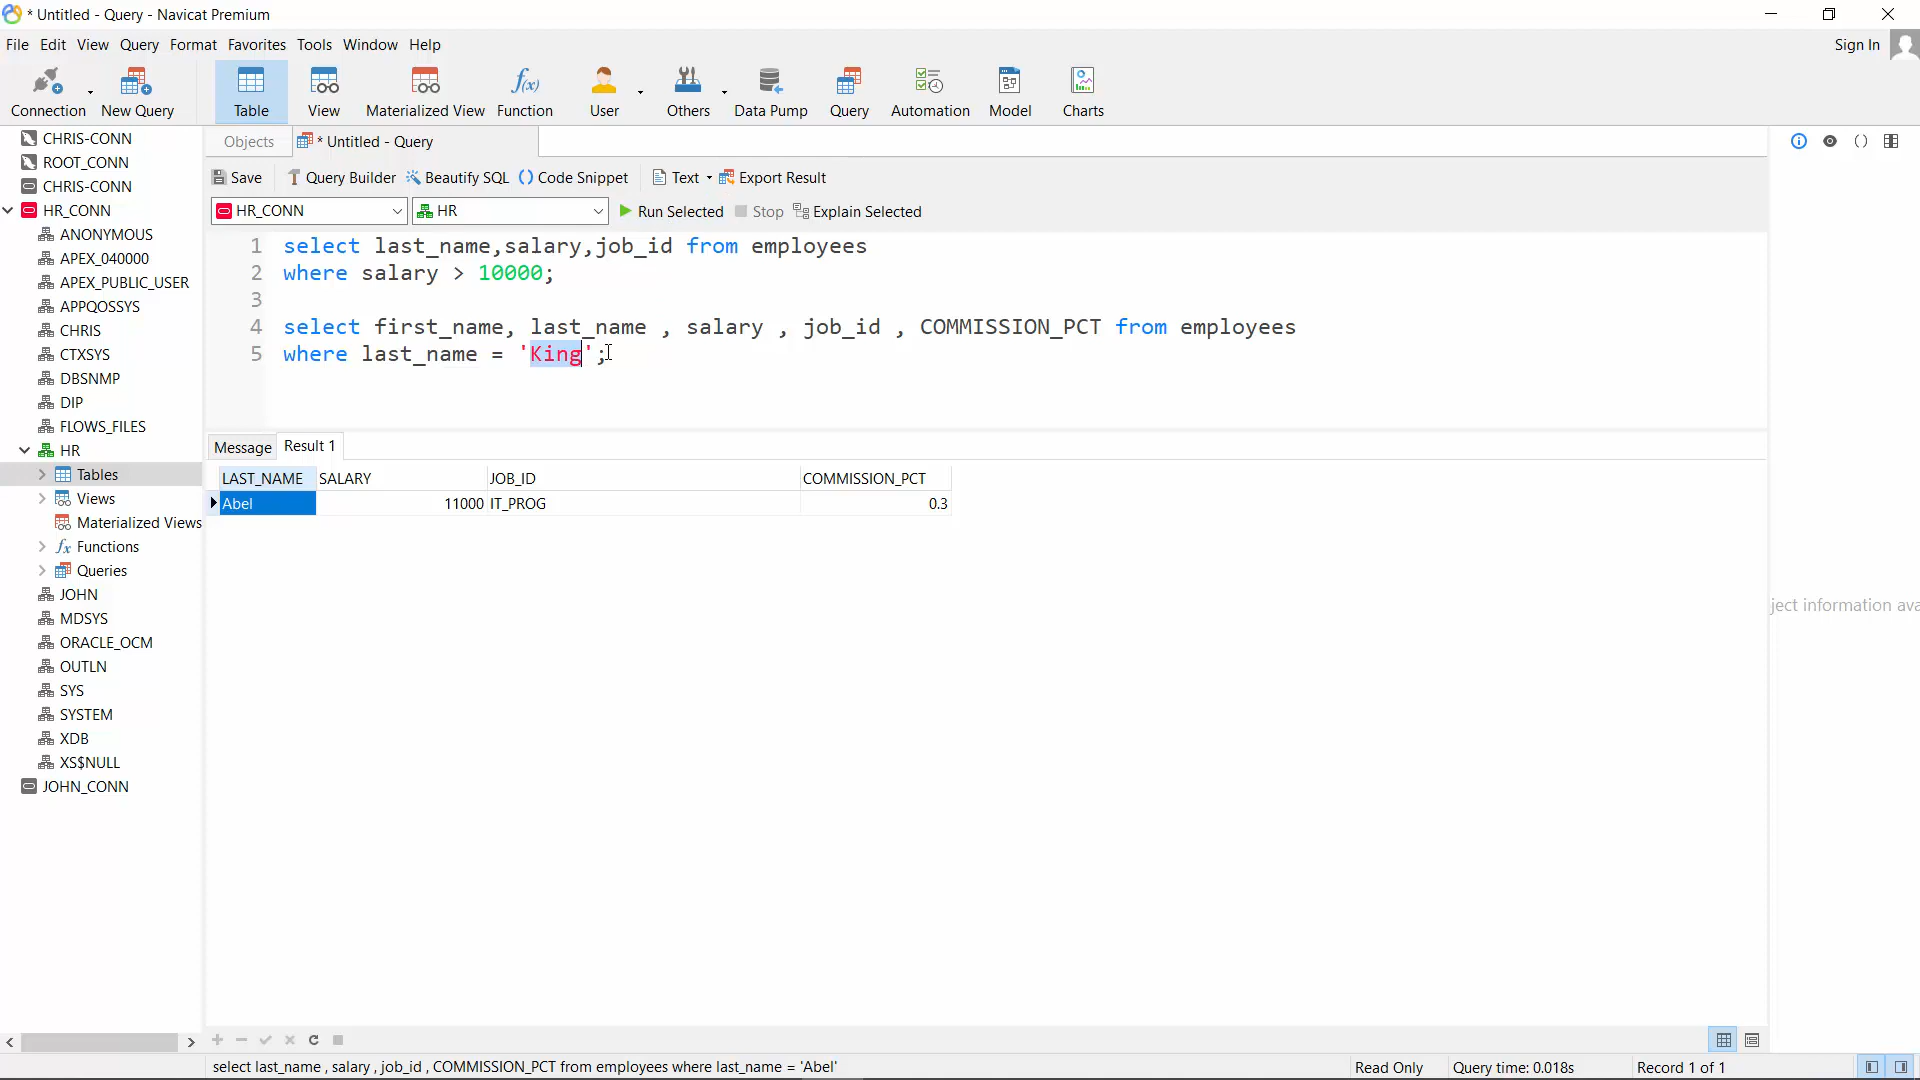 * Untitled - Query - Navicat Premium
File Edit View Query Format Favorites Tools Window Help
Sign In
Connection New Query Table View Materialized View Function User Others Data Pump Query Automation Model Charts
CHRIS-CONN
ROOT_CONN
CHRIS-CONN
HR_CONN
ANONYMOUS
APEX_040000
APEX_PUBLIC_USER
APPQOSSYS
CHRIS
CTXSYS
DBSNMP
DIP
FLOWS_FILES
HR
Tables
Views
Materialized Views
Functions
Queries
JOHN
MDSYS
ORACLE_OCM
OUTLN
SYS
SYSTEM
XDB
XS$NULL
JOHN_CONN
Objects * Untitled - Query
Save Query Builder Beautify SQL () Code Snippet Text Export Result
HR_CONN HR Run Selected Stop Explain Selected
1 select last_name,salary,job_id from employees
2 where salary > 10000;
3
4 select first_name, last_name , salary , job_id , COMMISSION_PCT from employees
5 where last_name = 'King';
Message Result 1
LAST_NAME SALARY JOB_ID COMMISSION_PCT
Abel 11000 IT_PROG 0.3
ject information ava
select last_name , salary , job_id , COMMISSION_PCT from employees where last_name = 'Abel'
Read Only Query time: 0.018s Record 1 of 1